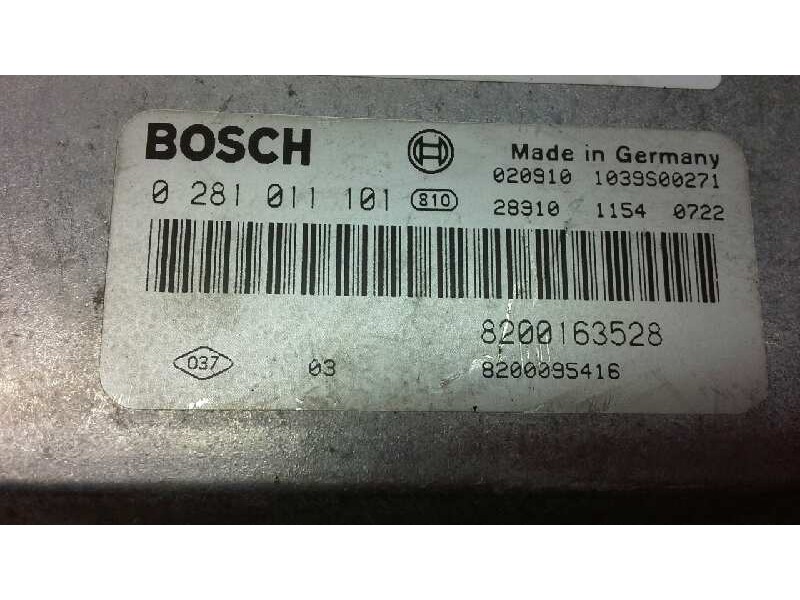 BOSCH
Made in Germany
020910 1039S00271
0 281 011 101 810
28910 1154 0722
8200163528
037 03
8200095416